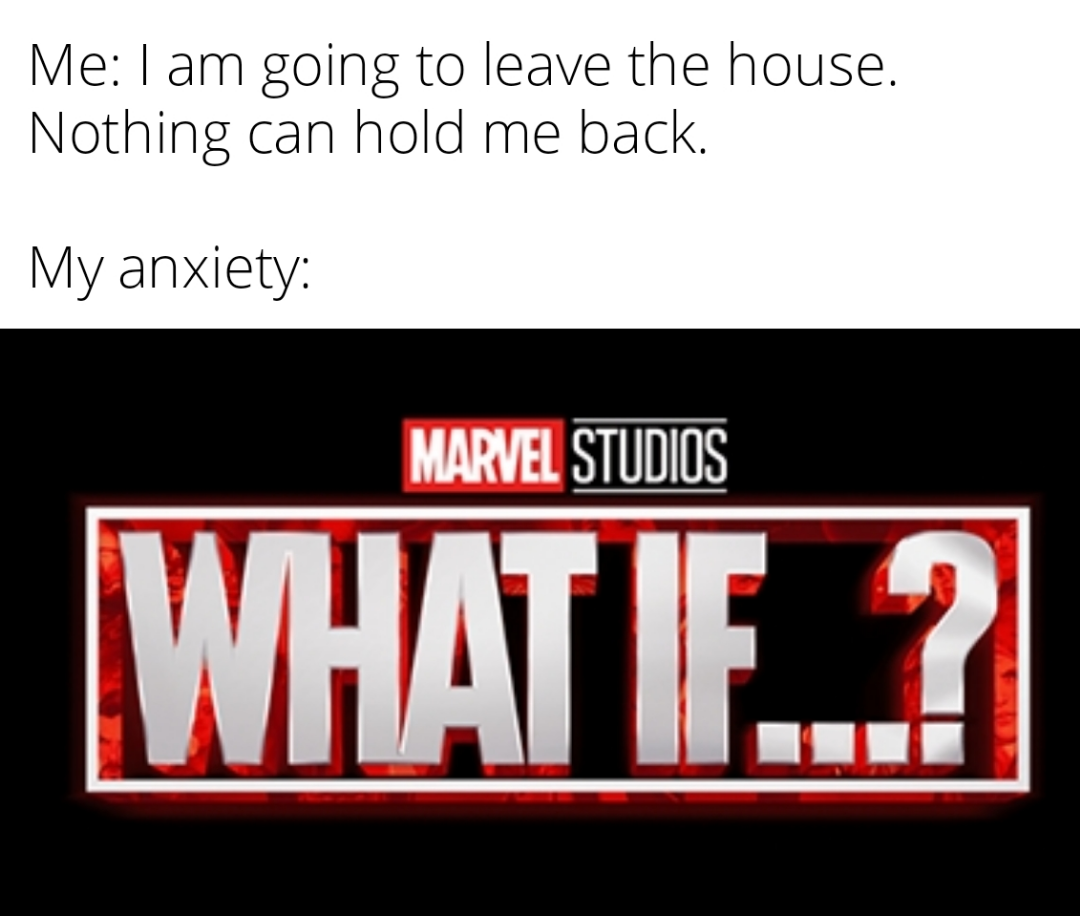 Me: I am going to leave the house.
Nothing can hold me back.
My anxiety:
MARVEL STUDIOS
WHAT IF...?